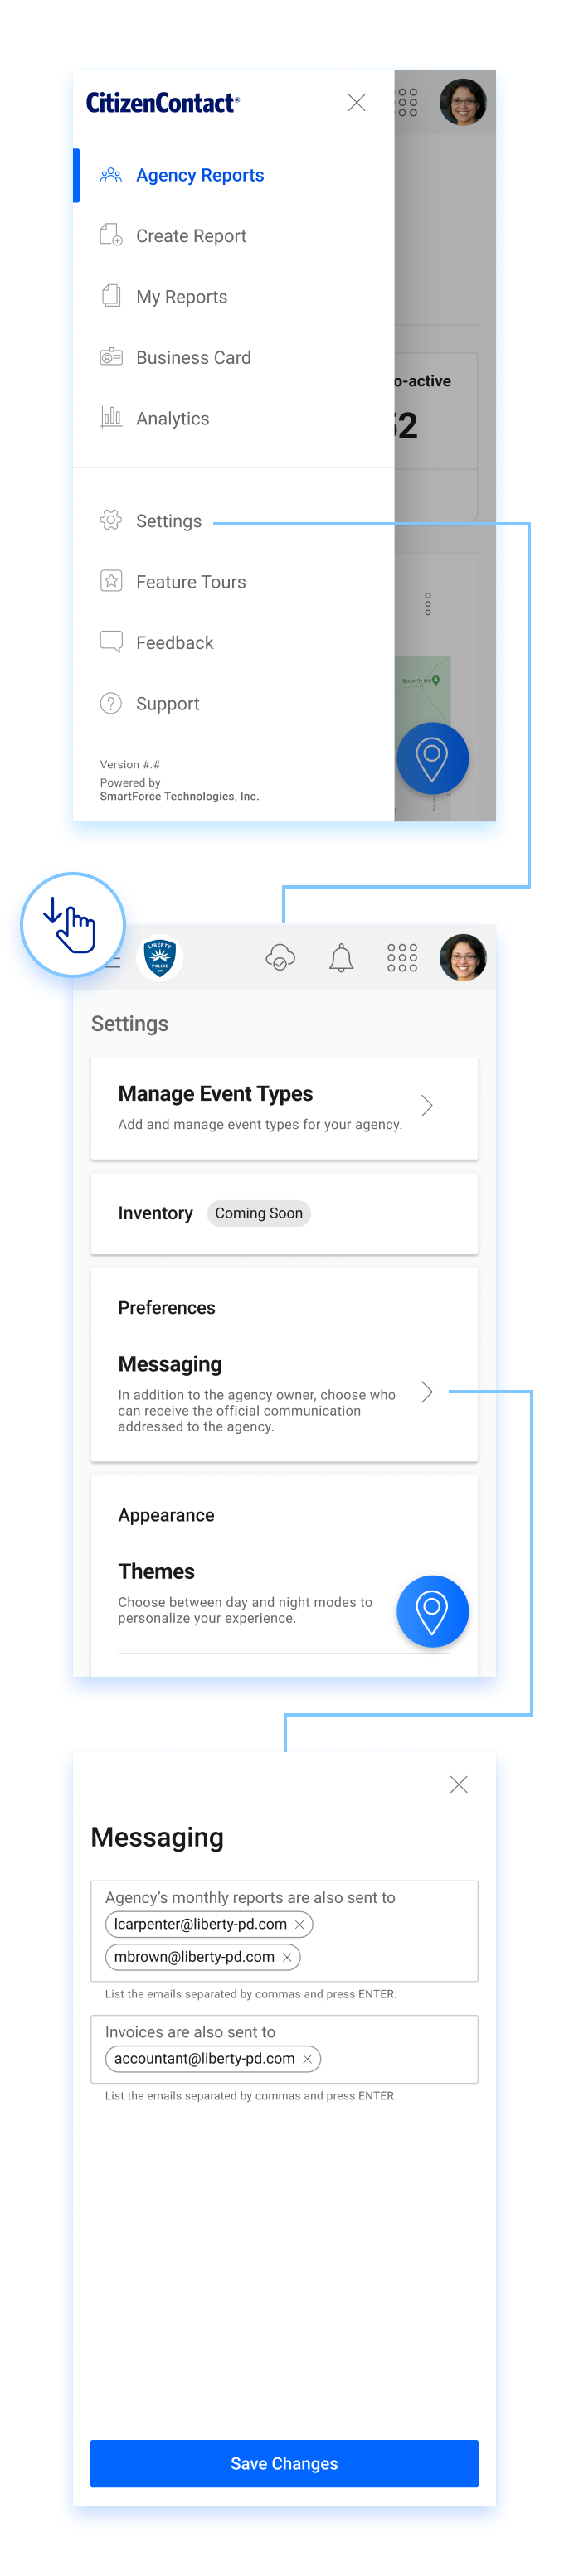 CitizenContact®
Agency Reports
Create Report
My Reports
Business Card
o-active
Analytics
52
Settings
Feature Tours
Feedback
Butterfly Hill
Support
Version #.#
Powered by
SmartForce Technologies, Inc.
LIBERTY
POLICE
Settings
Manage Event Types
Add and manage event types for your agency.
Inventory Coming Soon
Preferences
Messaging
In addition to the agency owner, choose who
can receive the official communication
addressed to the agency.
Appearance
Themes
Choose between day and night modes to
personalize your experience.
Messaging
Agency’s monthly reports are also sent to
lcarpenter@liberty-pd.com
mbrown@liberty-pd.com
List the emails separated by commas and press ENTER.
Invoices are also sent to
accountant@liberty-pd.com
List the emails separated by commas and press ENTER.
Save Changes